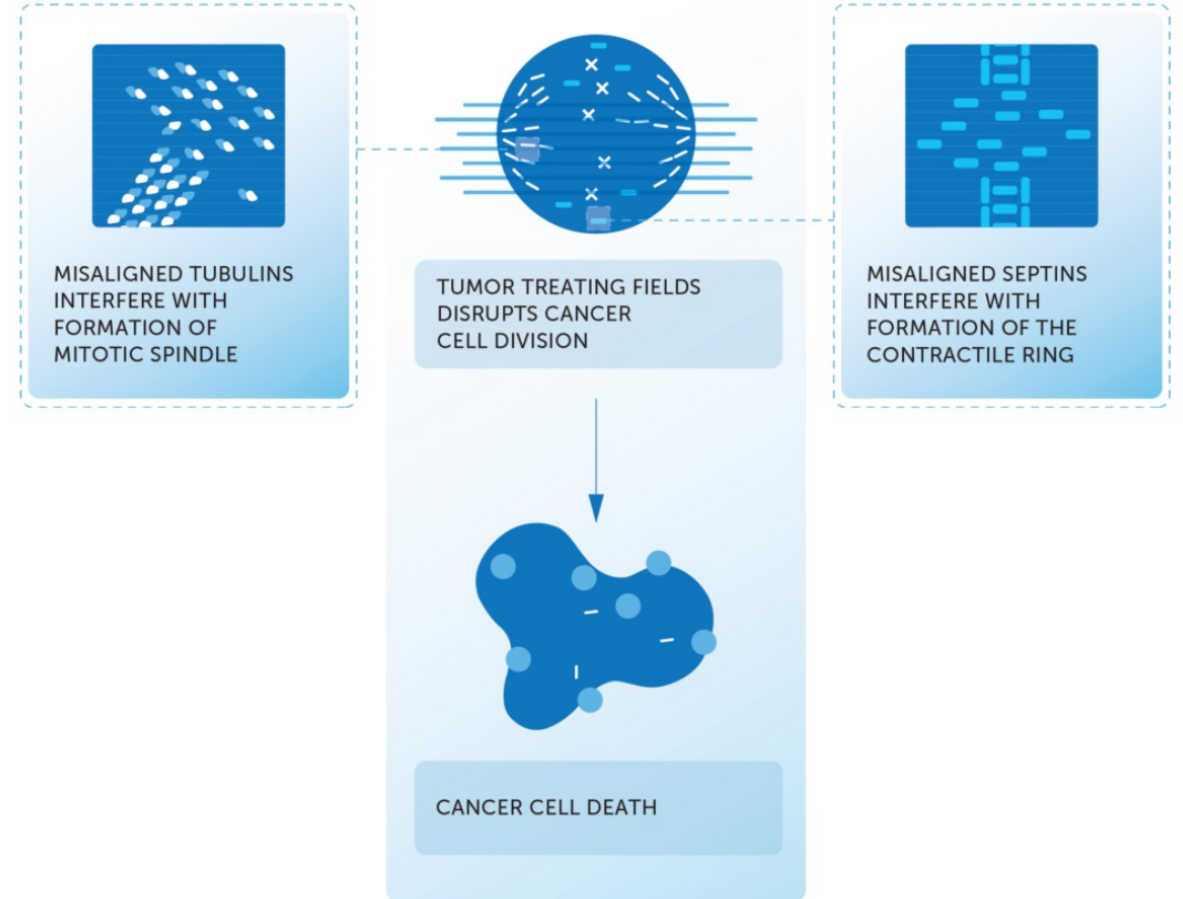 MISALIGNED TUBULINS
INTERFERE WITH
FORMATION OF
MITOTIC SPINDLE
TUMOR TREATING FIELDS
DISRUPTS CANCER
CELL DIVISION
MISALIGNED SEPTINS
INTERFERE WITH
FORMATION OF THE
CONTRACTILE RING
CANCER CELL DEATH